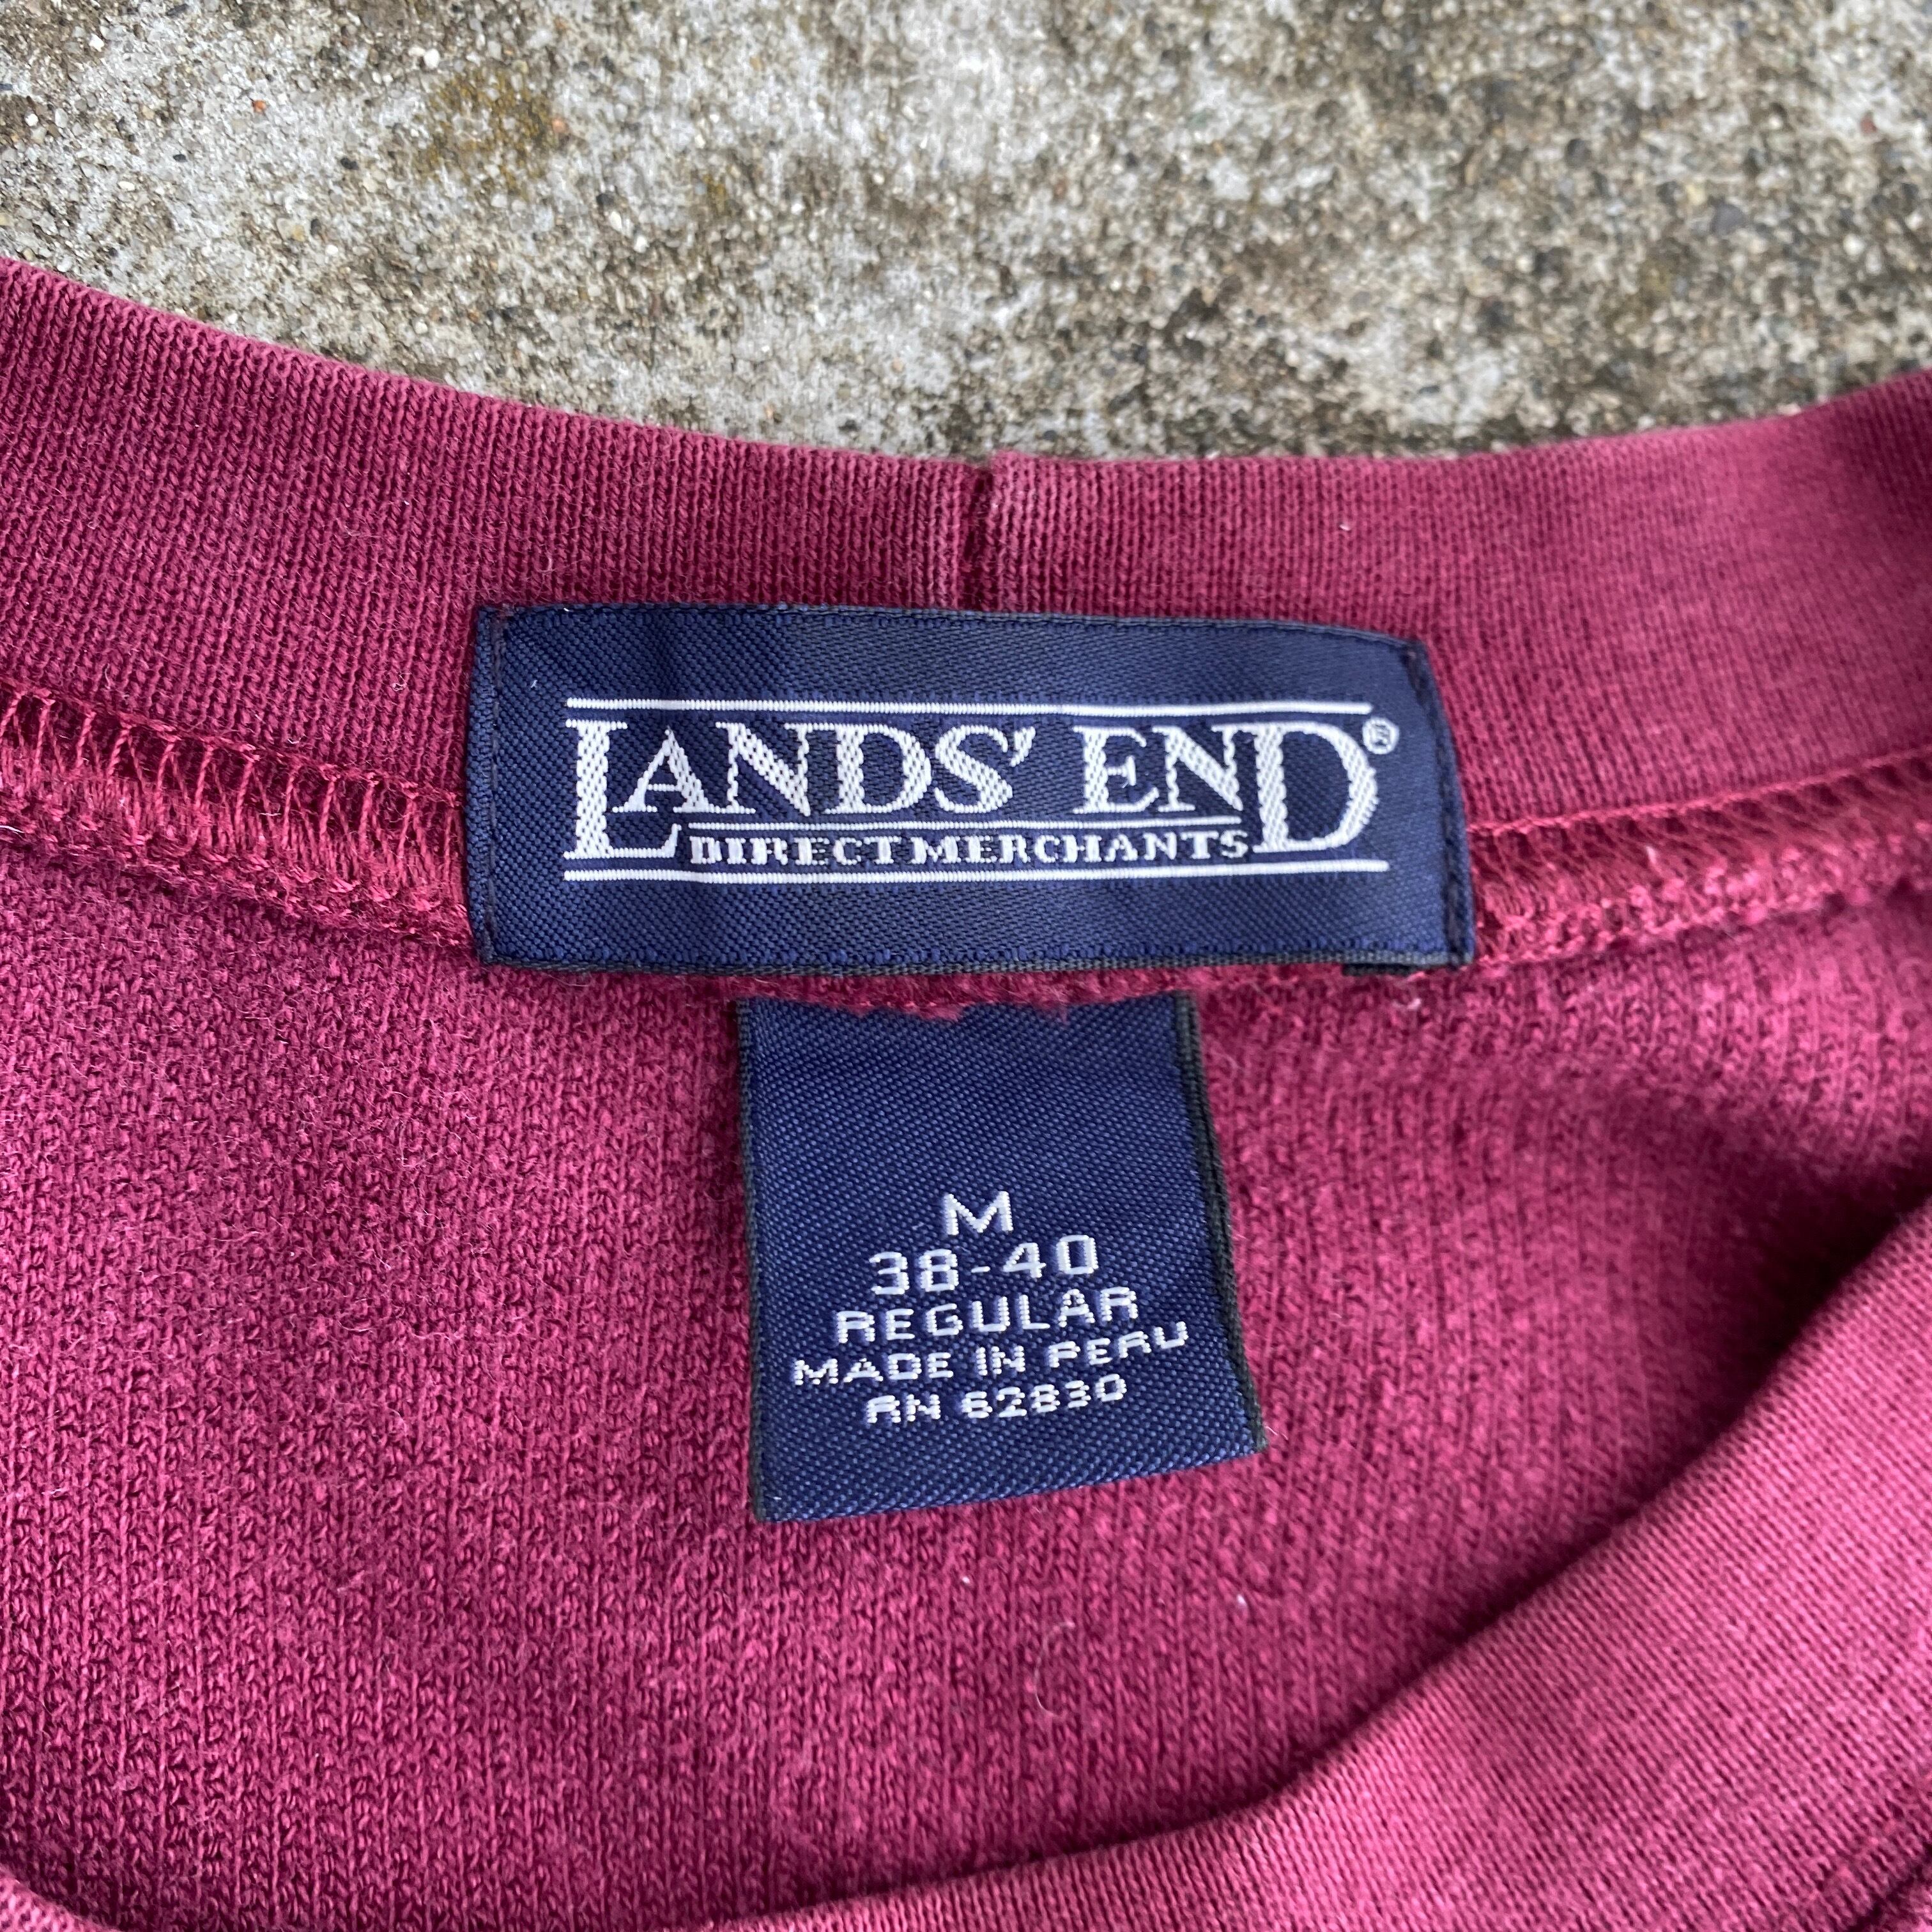 LANDS' END®
DIRECT MERCHANTS
M
38-40
REGULAR
MADE IN PERU
RN 62830